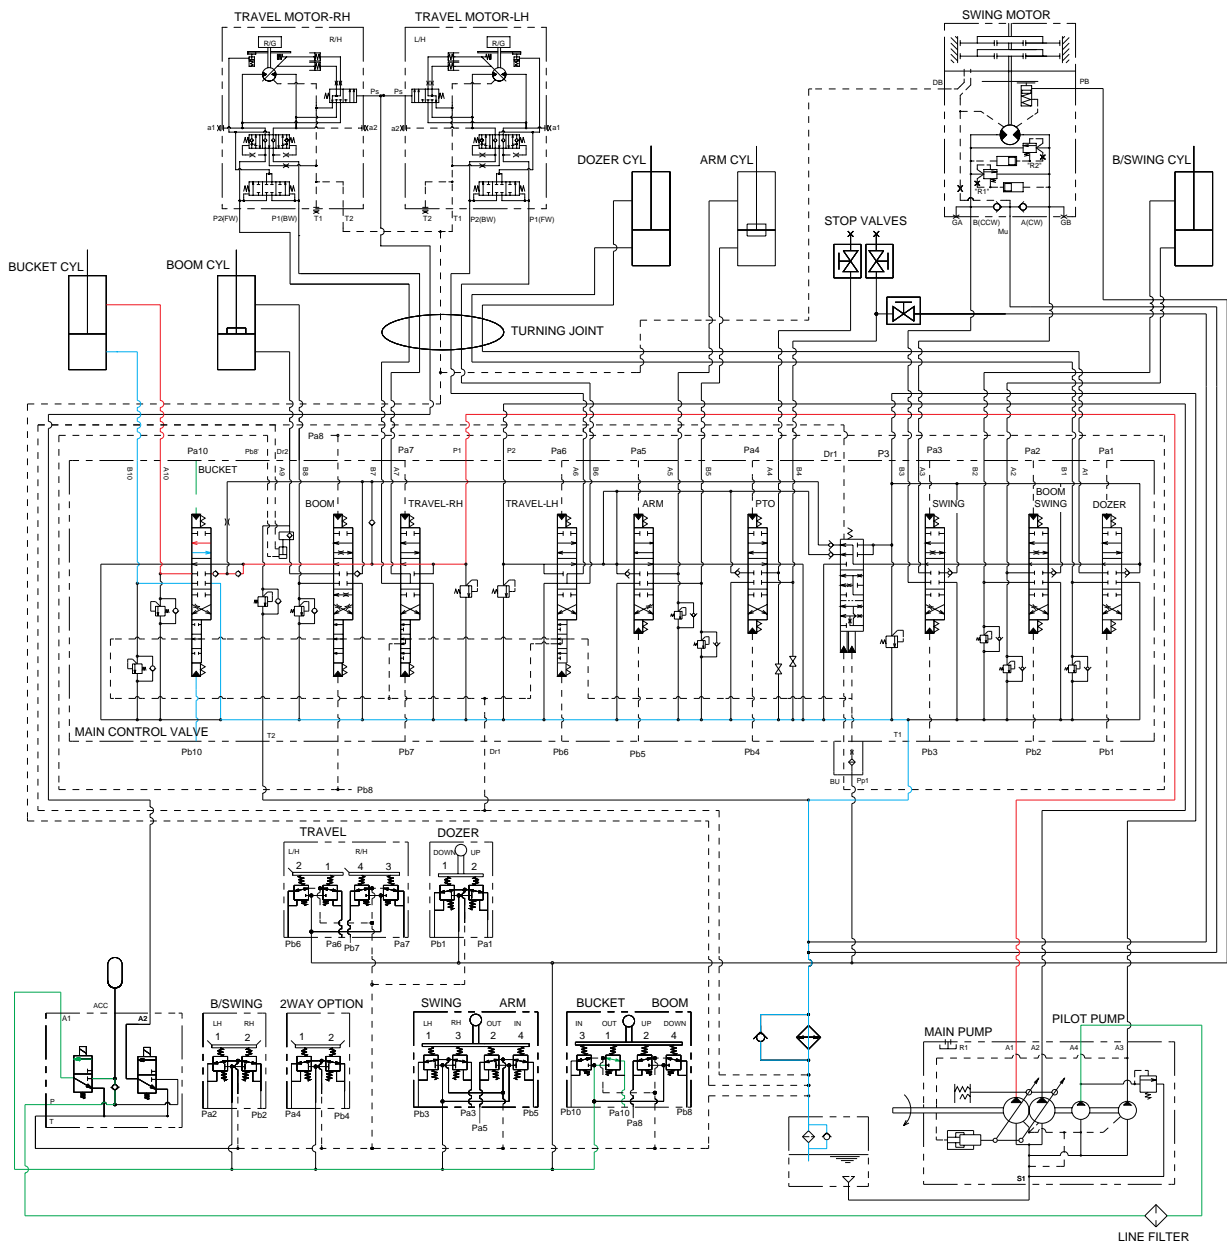 TRAVEL MOTOR-RH
TRAVEL MOTOR-LH
SWING MOTOR
R/G
R/H
L/H
R/G
DB
PB
Ps
Ps
a1
a2
a2
a1
"R2"
"R1"
DOZER CYL
ARM CYL
B/SWING CYL
P2(FW)
P1(BW)
T1
T2
T2
T1
P2(BW)
P1(FW)
STOP VALVES
GA
B(CCW)
Mu
A(CW)
GB
BUCKET CYL
BOOM CYL
TURNING JOINT
Pa10
Pb8'
Dr2
Pa8
Pa7
P1
P2
Pa6
Pa5
Pa4
Dr1
P3
Pa3
Pa2
Pa1
B10
A10
BUCKET
A9
B8
B7
A7
A6
B6
A5
B5
A4
B4
B3
A3
B2
A2
B1
A1
BOOM
TRAVEL-RH
TRAVEL-LH
ARM
PTO
SWING
BOOM
SWING
DOZER
MAIN CONTROL VALVE
T2
T1
Pb10
Pb7
Dr1
Pb6
Pb5
Pb4
Pb3
Pb2
Pb1
BU
Pp1
Pb8
TRAVEL
DOZER
L/H
R/H
DOWN
UP
2
1
4
3
1
2
Pb6
Pa6
Pb7
Pa7
Pb1
Pa1
ACC
A1
A2
P
T
B/SWING
2WAY OPTION
SWING
ARM
BUCKET
BOOM
LH
RH
LH
RH
OUT
IN
IN
OUT
UP
DOWN
1
2
1
2
1
3
2
4
3
1
2
4
Pa2
Pb2
Pa4
Pb4
Pb3
Pa3
Pa5
Pb5
Pb10
Pa10
Pa8
Pb8
MAIN PUMP
PILOT PUMP
R1
A1
A2
A4
A3
S1
LINE FILTER